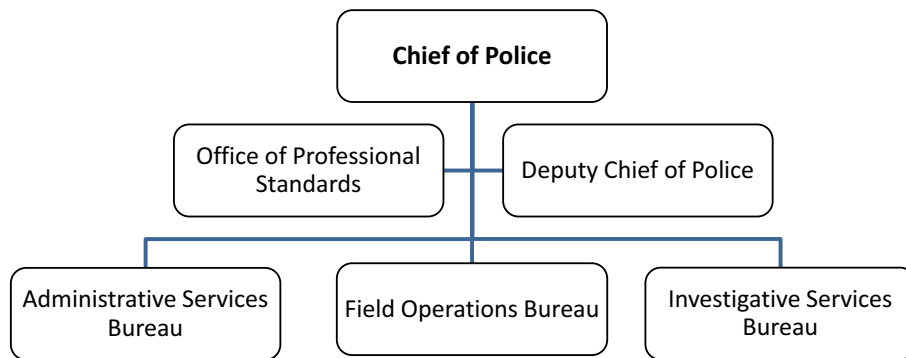 Chief of Police
Office of Professional
Standards
Deputy Chief of Police
Administrative Services
Bureau
Field Operations Bureau
Investigative Services
Bureau